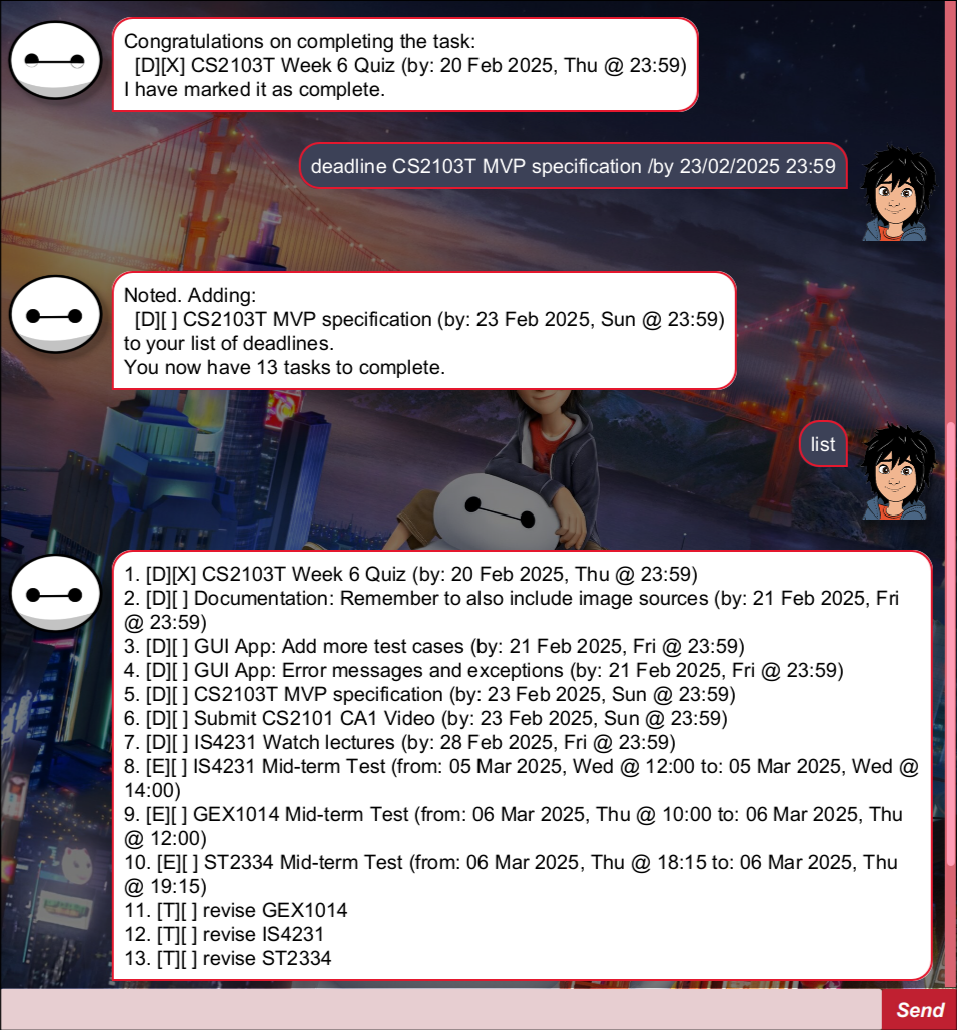 Congratulations on completing the task:
[D][X] CS2103T Week 6 Quiz (by: 20 Feb 2025, Thu @ 23:59)
I have marked it as complete.
deadline CS2103T MVP specification /by 23/02/2025 23:59
Noted. Adding:
[D][ ] CS2103T MVP specification (by: 23 Feb 2025, Sun @ 23:59)
to your list of deadlines.
You now have 13 tasks to complete.
list
1. [D][X] CS2103T Week 6 Quiz (by: 20 Feb 2025, Thu @ 23:59)
2. [D][ ] Documentation: Remember to also include image sources (by: 21 Feb 2025, Fri
@ 23:59)
3. [D][ ] GUI App: Add more test cases (by: 21 Feb 2025, Fri @ 23:59)
4. [D][ ] GUI App: Error messages and exceptions (by: 21 Feb 2025, Fri @ 23:59)
5. [D][ ] CS2103T MVP specification (by: 23 Feb 2025, Sun @ 23:59)
6. [D][ ] Submit CS2101 CA1 Video (by: 23 Feb 2025, Sun @ 23:59)
7. [D][ ] IS4231 Watch lectures (by: 28 Feb 2025, Fri @ 23:59)
8. [E][ ] IS4231 Mid-term Test (from: 05 Mar 2025, Wed @ 12:00 to: 05 Mar 2025, Wed @
14:00)
9. [E][ ] GEX1014 Mid-term Test (from: 06 Mar 2025, Thu @ 10:00 to: 06 Mar 2025, Thu
@ 12:00)
10. [E][ ] ST2334 Mid-term Test (from: 06 Mar 2025, Thu @ 18:15 to: 06 Mar 2025, Thu
@ 19:15)
11. [T][ ] revise GEX1014
12. [T][ ] revise IS4231
13. [T][ ] revise ST2334
Send